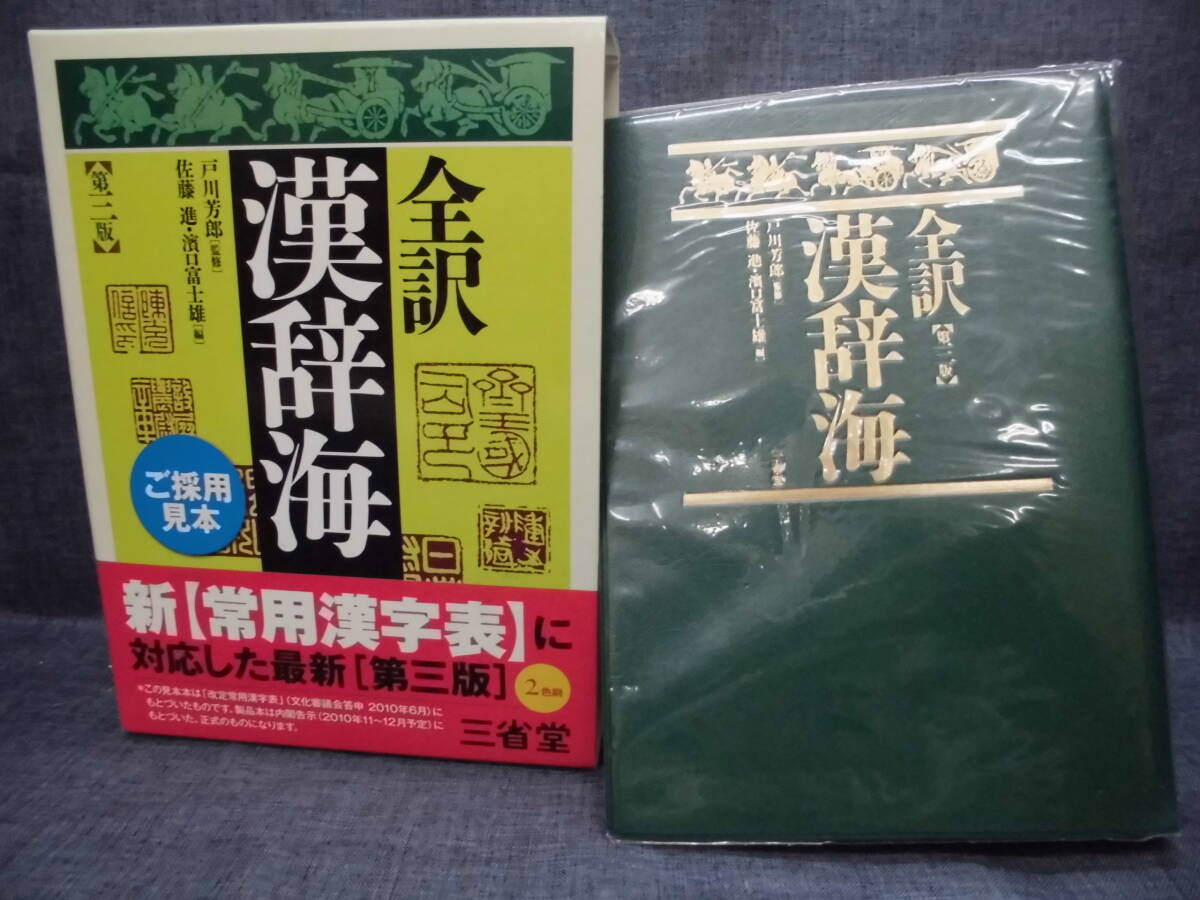 全訳
漢辞海
戸川芳郎[監修]
佐藤 進・濱口富士雄[編]
【第三版】
ご採用
見本
新【常用漢字表】に
対応した最新[第三版]
2色刷
*この見本本は「改定常用漢字表」(文化審議会答申 2010年6月)に
もとづいたものです。製品本は内閣告示(2010年11~12月予定)に
もとづいた、正式のものになります。
三省堂
全訳
【第三版】
漢辞海
戸川芳郎[監修]
佐藤 進・濱口富士雄[編]
三省堂